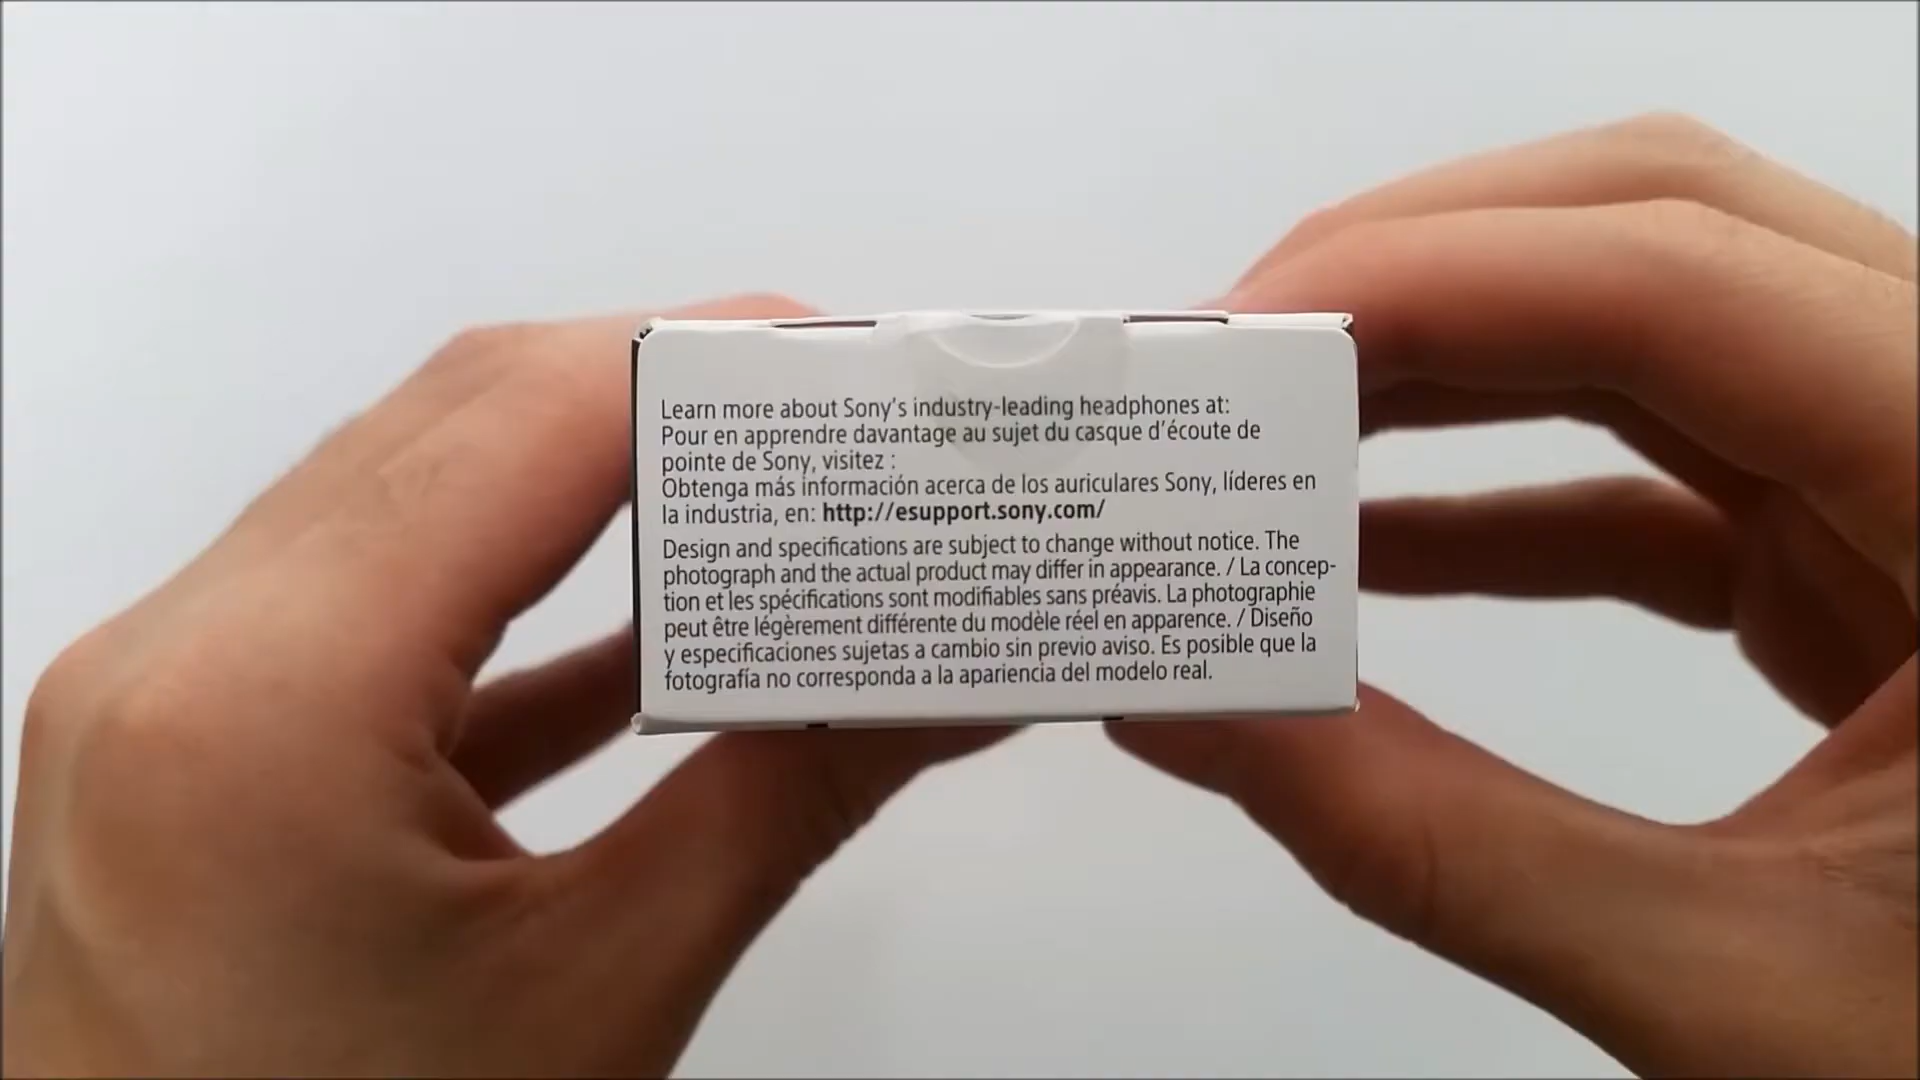 Learn more about Sony's industry-leading headphones at:
Pour en apprendre davantage au sujet du casque d'écoute de
pointe de Sony, visitez :
Obtenga más información acerca de los auriculares Sony, líderes en
la industria, en: http://esupport.sony.com/
Design and specifications are subject to change without notice. The
photograph and the actual product may differ in appearance. / La concep-
tion et les spécifications sont modifiables sans préavis. La photographie
peut être légèrement différente du modèle réel en apparence. / Diseño
y especificaciones sujetas a cambio sin previo aviso. Es posible que la
fotografía no corresponda a la apariencia del modelo real.